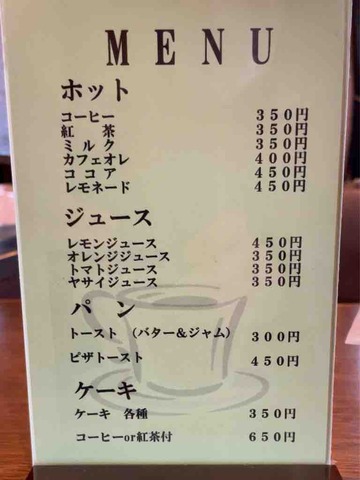 MENU
ホット
コーヒー 350円
紅茶 350円
ミルク 350円
カフェオレ 400円
ココア 450円
レモネード 450円
ジュース
レモンジュース 450円
オレンジジュース 350円
トマトジュース 350円
ヤサイジュース 350円
パン
トースト （バター&ジャム） 300円
ピザトースト 450円
ケーキ
ケーキ 各種 350円
コーヒーor紅茶付 650円